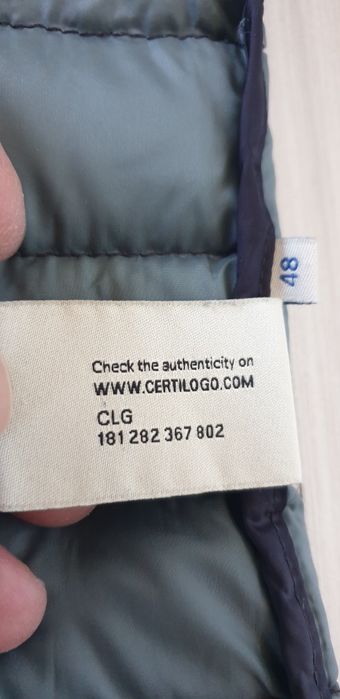 Check the authenticity on
WWW.CERTILOGO.COM
CLG
181 282 367 802
48